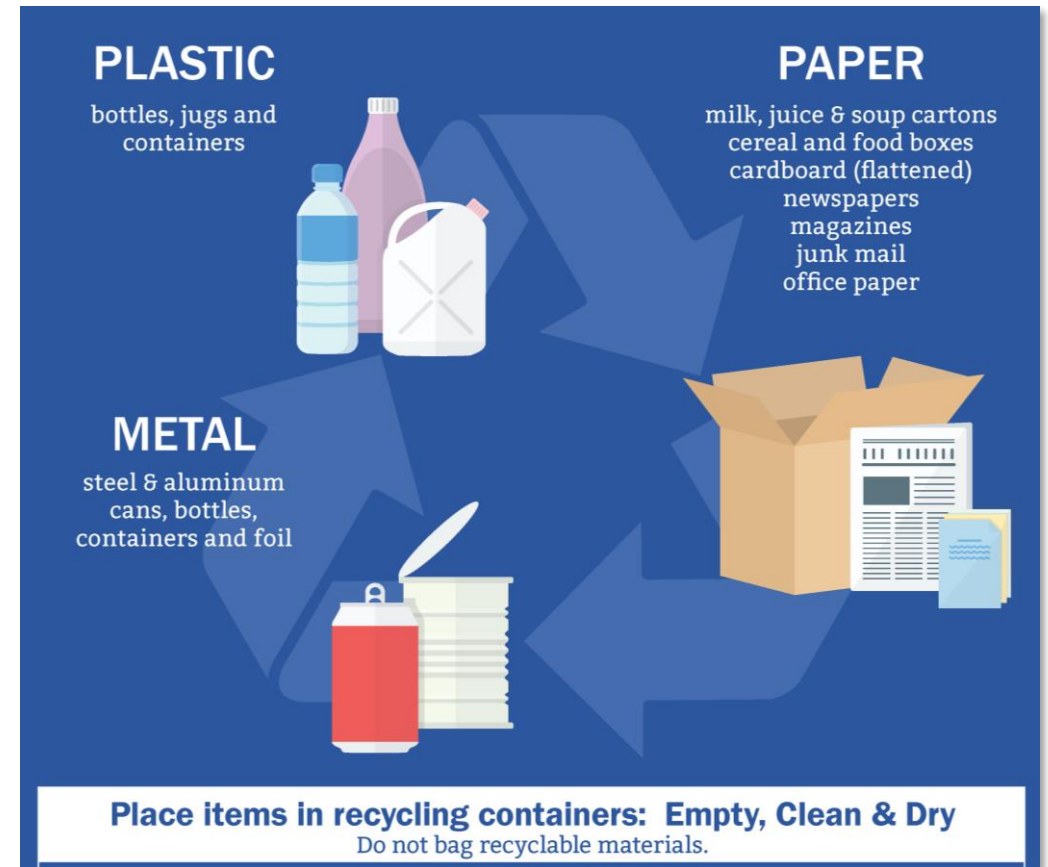 PLASTIC
bottles, jugs and
containers
PAPER
milk, juice & soup cartons
cereal and food boxes
cardboard (flattened)
newspapers
magazines
junk mail
office paper
METAL
steel & aluminum
cans, bottles,
containers and foil
Place items in recycling containers: Empty, Clean & Dry
Do not bag recyclable materials.